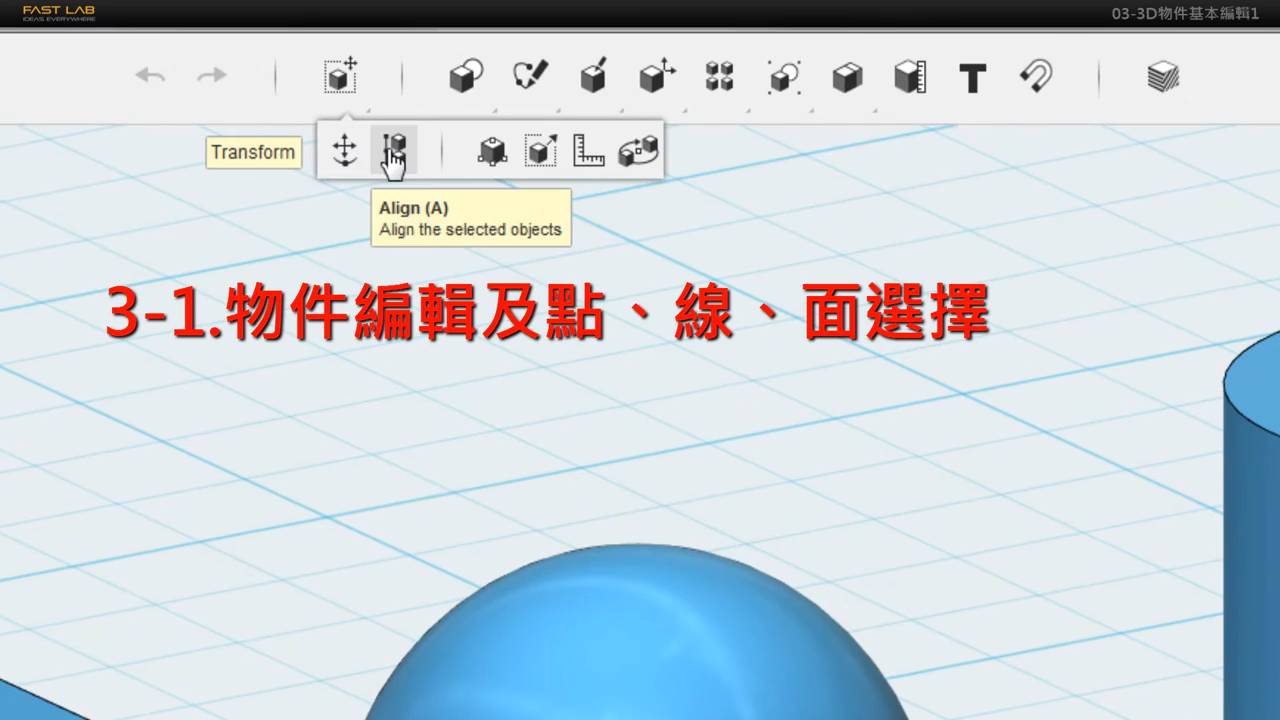 FAST LAB
IDEAS EVERYWHERE
03-3D物件基本編輯1
T
Transform
Align (A)
Align the selected objects
3-1.物件編輯及點、線、面選擇